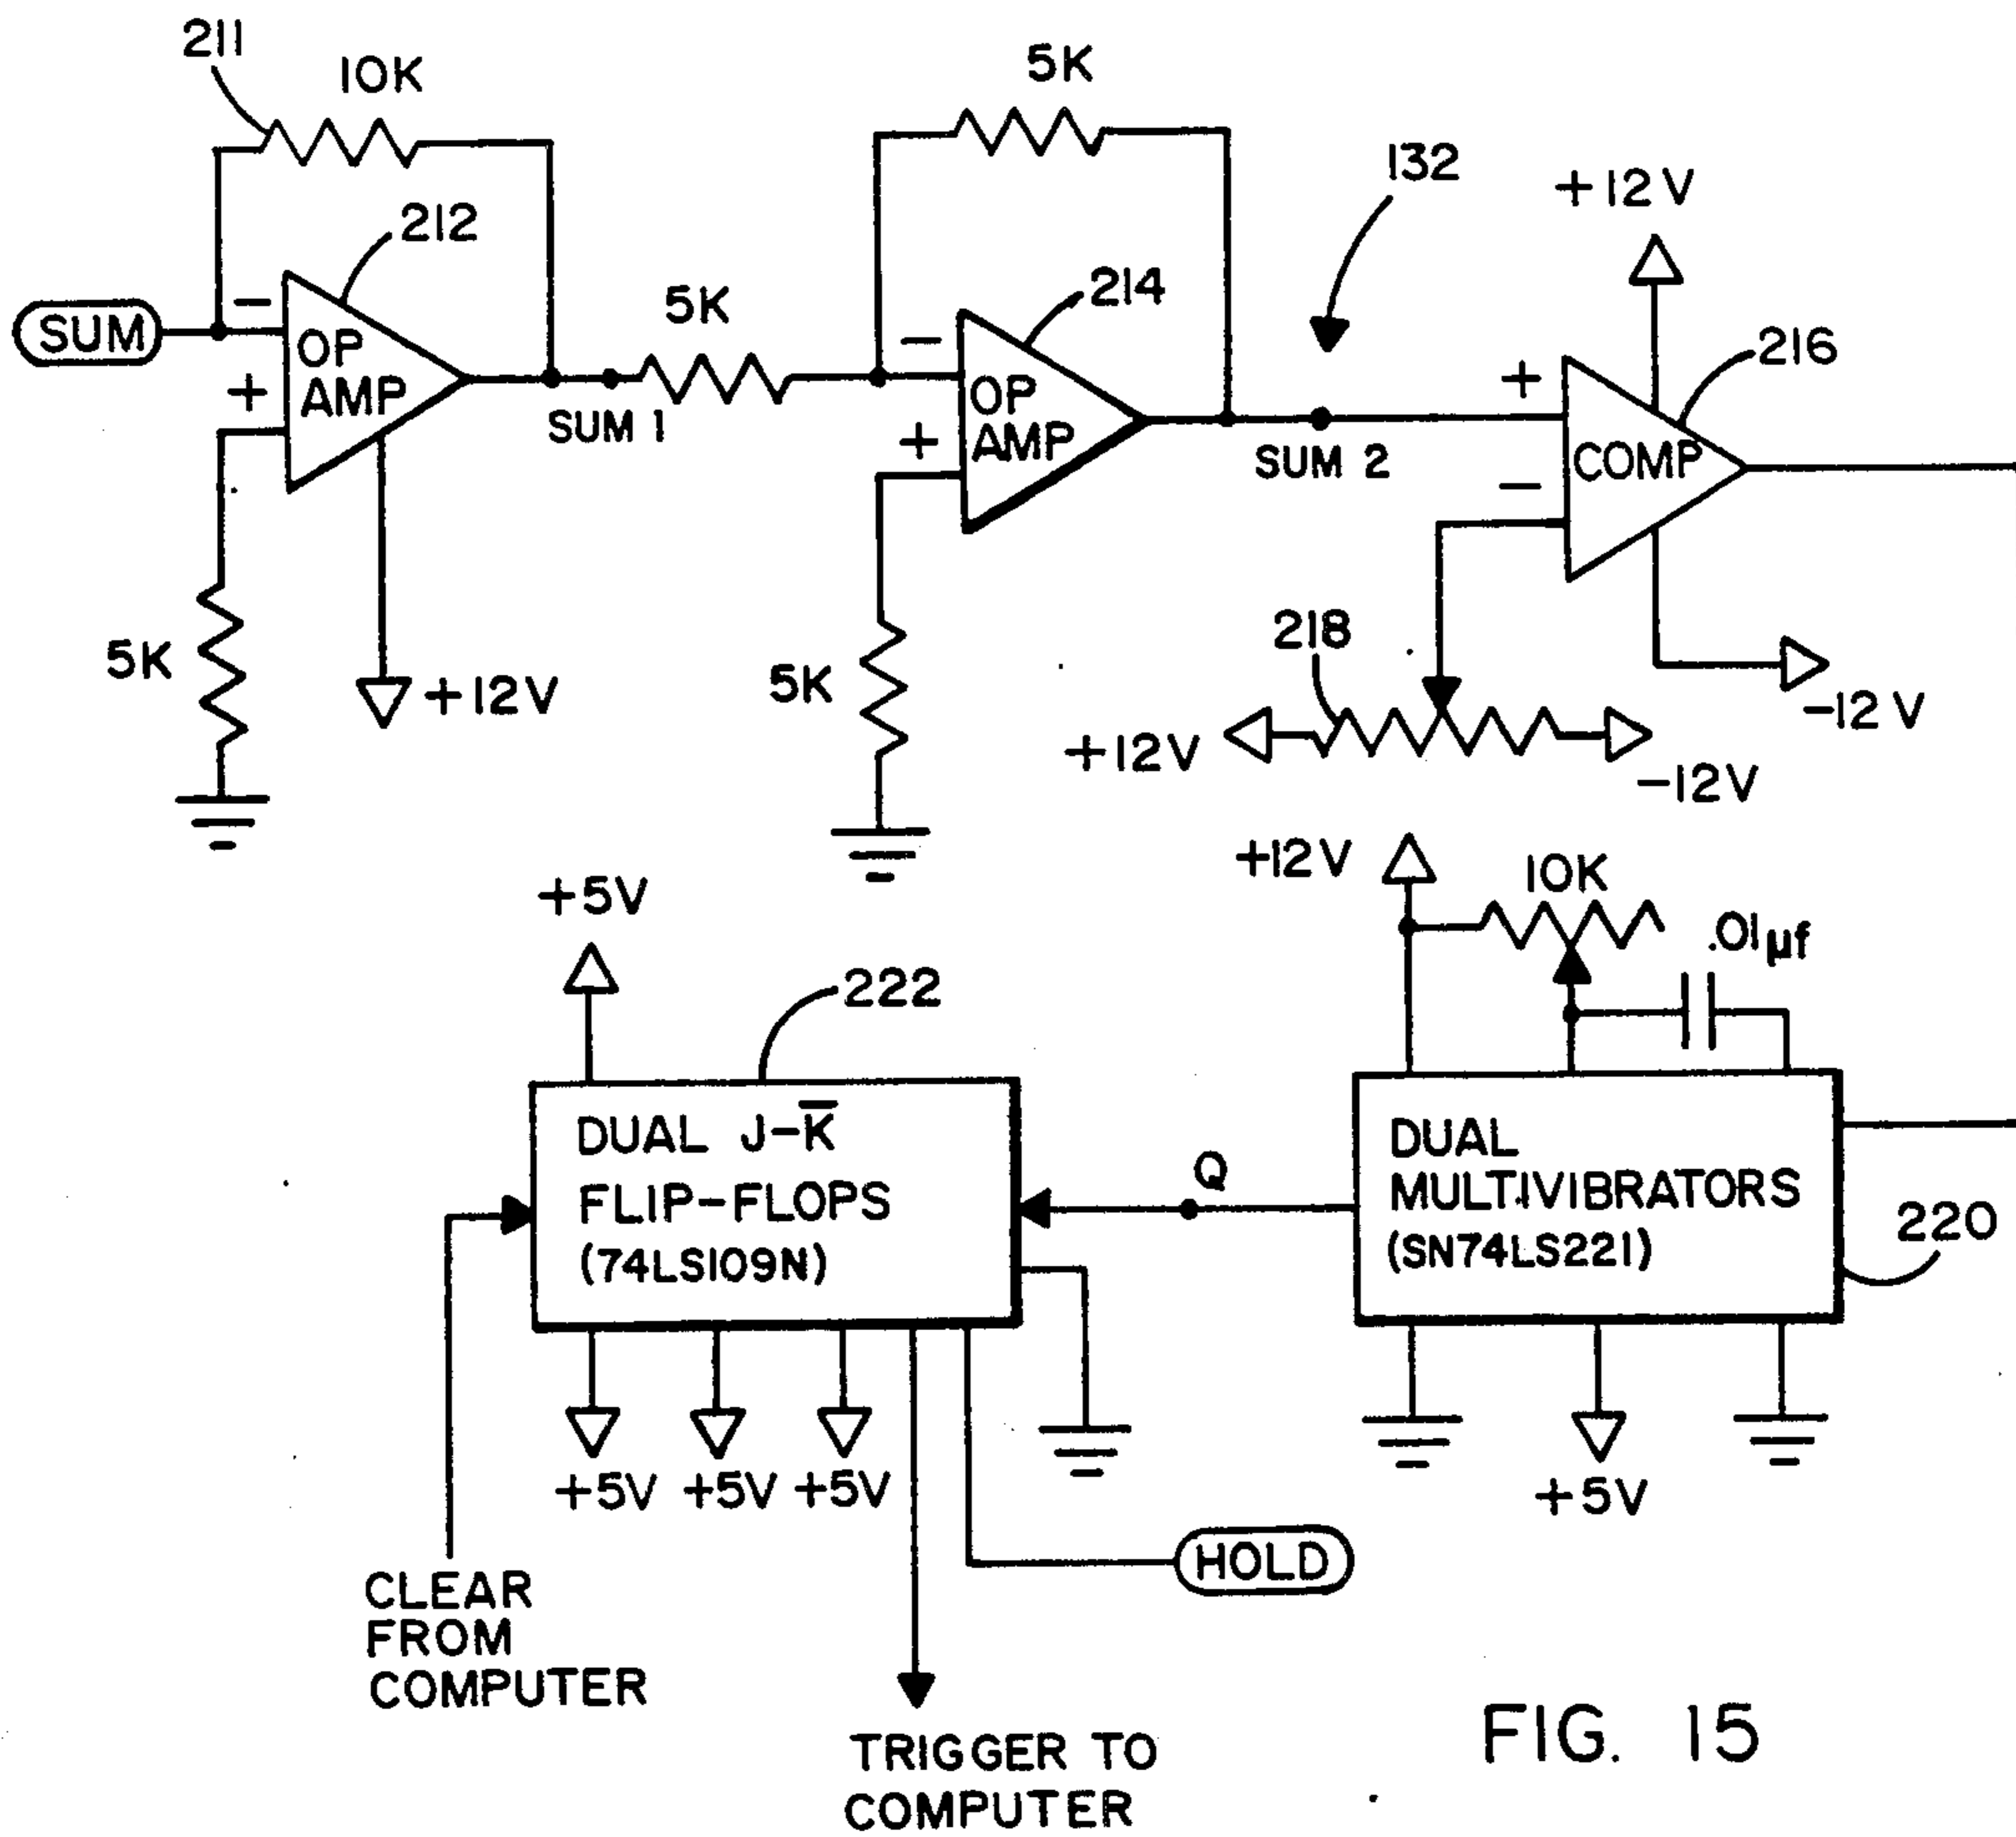 211
10K
5K
132
+12V
212
214
216
SUM
−
OP
AMP
+
5K
SUM 1
−
OP
AMP
+
SUM 2
+
COMP
−
5K
+12V
5K
218
+12V
−12V
−12V
+12V
10K
.01µf
+5V
222
DUAL J-K̅
FLIP-FLOPS
(74LS109N)
Q
DUAL
MULTIVIBRATORS
(SN74LS221)
220
+5V
+5V
+5V
+5V
HOLD
CLEAR
FROM
COMPUTER
TRIGGER TO
COMPUTER
FIG. 15